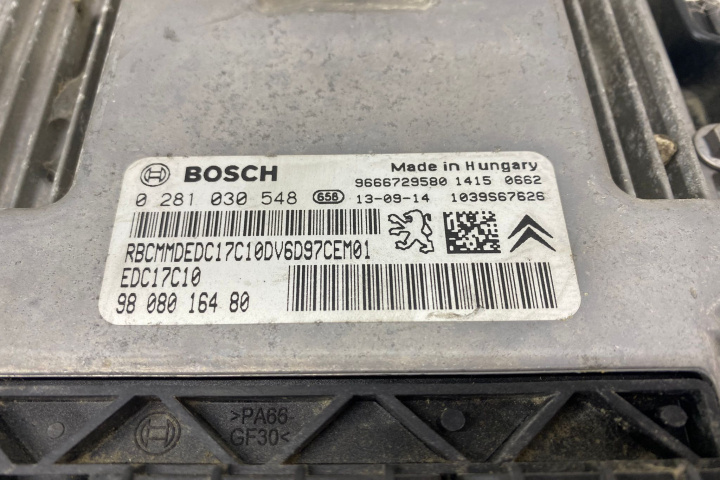 BOSCH
Made in Hungary
9666729580 1415 0662
0 281 030 548 656 13-09-14 1039S67626
RBCMMDEDC17C10DV6D97CEM01
EDC17C10
98 080 164 80
>PA66-
GF30<